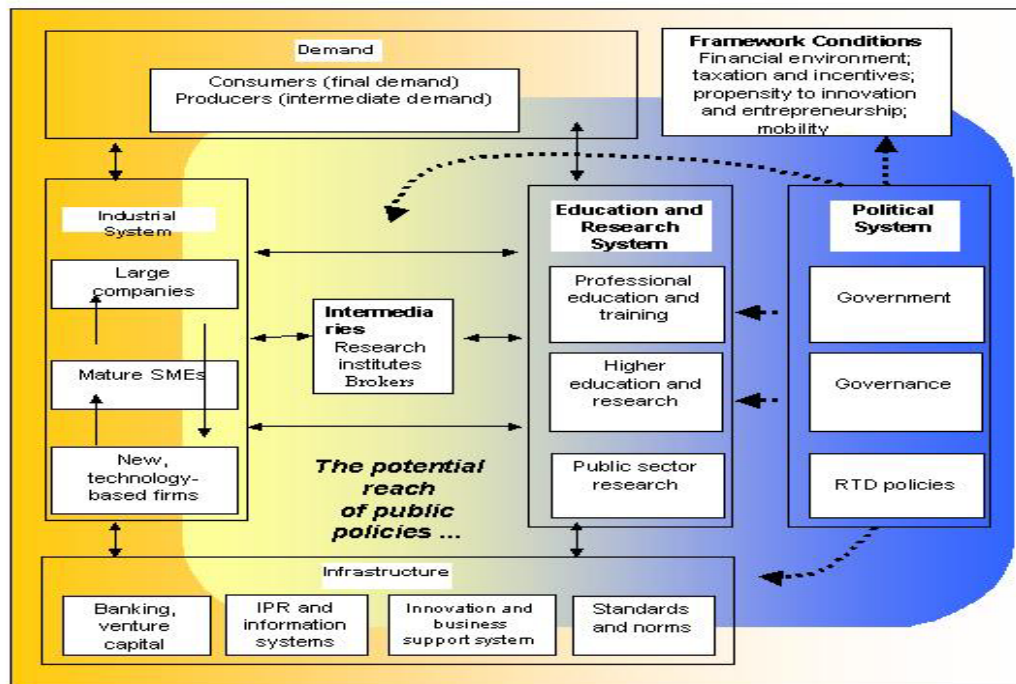 Demand
Consumers (final demand)
Producers (intermediate demand)
Framework Conditions
Financial environment;
taxation and incentives;
propensity to innovation
and entrepreneurship;
mobility
Industrial
System
Large
companies
Mature SMEs
New,
technology-
based firms
Intermedia
ries
Research
institutes
Brokers
The potential
reach
of public
policies ...
Education and
Research
System
Professional
education and
training
Higher
education and
research
Public sector
research
Political
System
Government
Governance
RTD policies
Infrastructure
Banking,
venture
capital
IPR and
information
systems
Innovation and
business
support system
Standards
and norms